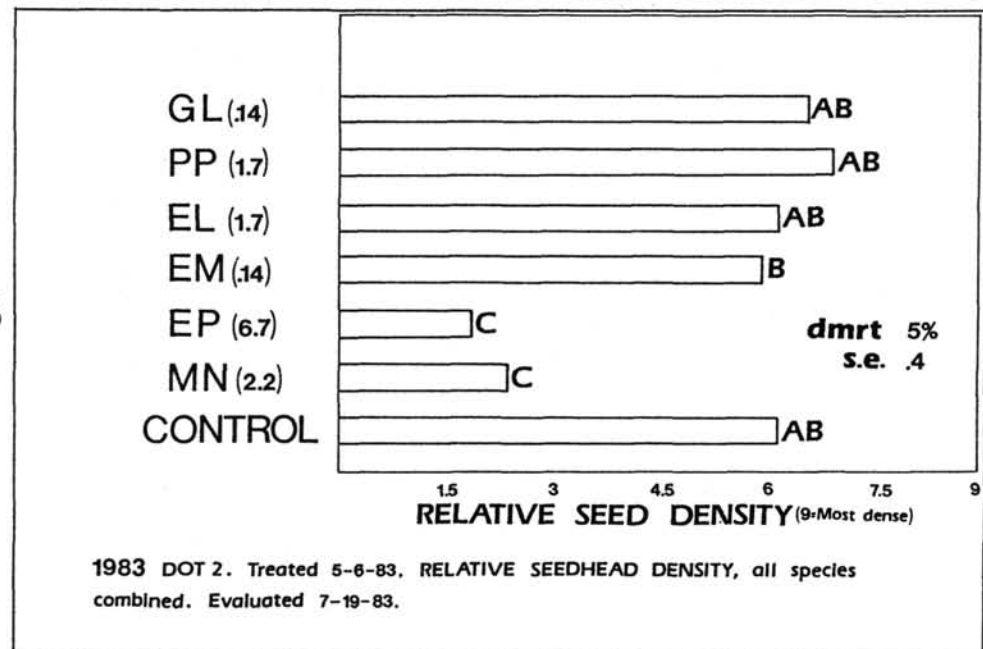 GL (.14) AB
PP (1.7) AB
EL (1.7) AB
EM (.14) B
EP (6.7) C
MN (2.2) C
CONTROL AB
dmrt 5%
s.e. .4
1.5 3 4.5 6 7.5 9
RELATIVE SEED DENSITY (9=Most dense)
1983 DOT 2. Treated 5-6-83. RELATIVE SEEDHEAD DENSITY, all species
combined. Evaluated 7-19-83.